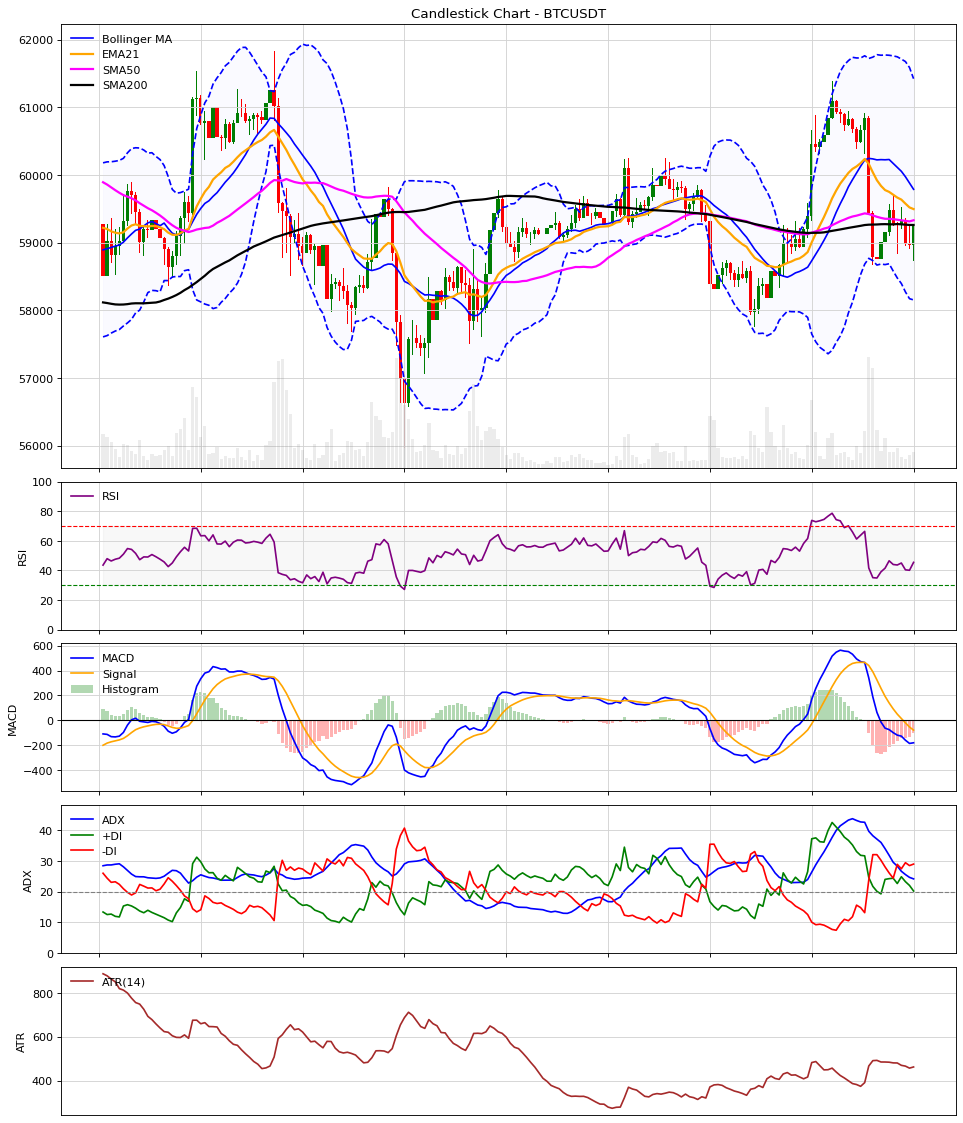 Candlestick Chart - BTCUSDT
62000
61000
60000
59000
58000
57000
56000
Bollinger MA
EMA21
SMA50
SMA200
RSI
100
80
60
40
20
0
RSI
MACD
600
400
200
0
−200
−400
MACD
Signal
Histogram
ADX
40
30
20
10
0
ADX
+DI
-DI
ATR
800
600
400
ATR(14)